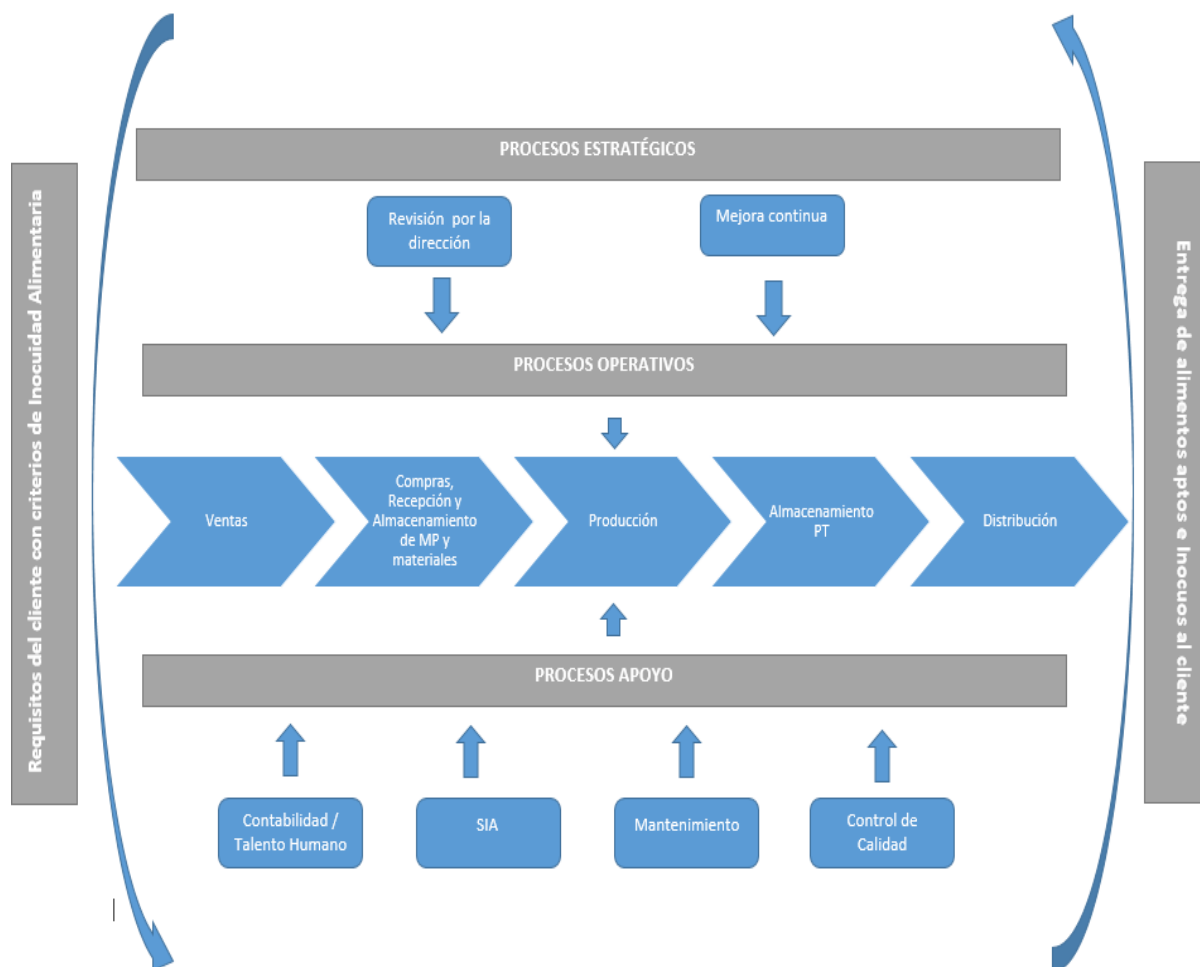 Requisitos del cliente con criterios de Inocuidad Alimentaria
PROCESOS ESTRATÉGICOS
Revisión por la
dirección
Mejora continua
PROCESOS OPERATIVOS
Ventas
Compras,
Recepción y
Almacenamiento
de MP y
materiales
Producción
Almacenamiento
PT
Distribución
PROCESOS APOYO
Contabilidad /
Talento Humano
SIA
Mantenimiento
Control de
Calidad
Entrega de alimentos aptos e Inocuos al cliente